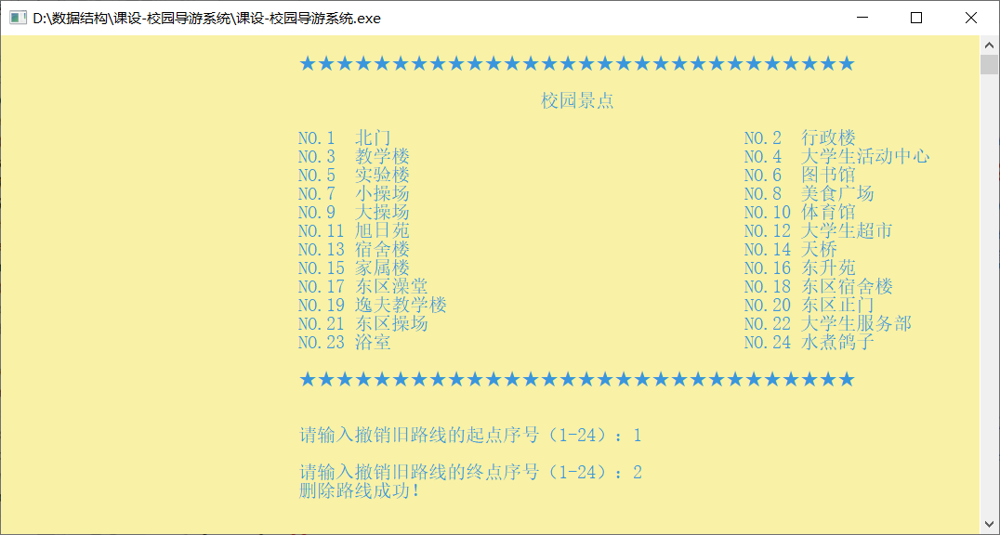 D:\数据结构\课设-校园导游系统\课设-校园导游系统.exe
★★★★★★★★★★★★★★★★★★★★★★★★★★★★★★
校园景点
NO.1 北门 NO.2 行政楼
NO.3 教学楼 NO.4 大学生活动中心
NO.5 实验楼 NO.6 图书馆
NO.7 小操场 NO.8 美食广场
NO.9 大操场 NO.10 体育馆
NO.11 旭日苑 NO.12 大学生超市
NO.13 宿舍楼 NO.14 天桥
NO.15 家属楼 NO.16 东升苑
NO.17 东区澡堂 NO.18 东区宿舍楼
NO.19 逸夫教学楼 NO.20 东区正门
NO.21 东区操场 NO.22 大学生服务部
NO.23 浴室 NO.24 水煮鸽子
★★★★★★★★★★★★★★★★★★★★★★★★★★★★★★
请输入撤销旧路线的起点序号（1-24）：1
请输入撤销旧路线的终点序号（1-24）：2
删除路线成功！